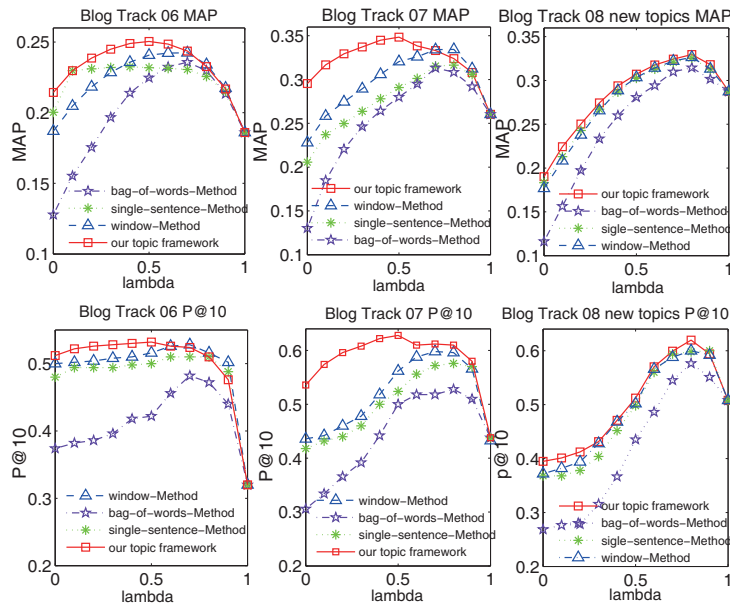 Blog Track 06 MAP
0.25
0.2
0.15
0.1
MAP
bag-of-words-Method
single-sentence-Method
window-Method
our topic framework
0
0.5
1
lambda
Blog Track 07 MAP
0.35
0.3
0.25
0.2
0.15
0.1
MAP
our topic framework
window-Method
single-sentence-Method
bag-of-words-Method
0
0.5
1
lambda
Blog Track 08 new topics MAP
0.35
0.3
0.25
0.2
0.15
0.1
MAP
our topic framework
bag-of-words-Method
sigle-sentence-Method
window-Method
0
0.5
1
lambda
Blog Track 06 P@10
0.5
0.4
0.3
0.2
P@10
window-Method
bag-of-words-Method
single-sentence-Method
our topic framework
0
0.5
1
lambda
Blog Track 07 P@10
0.6
0.5
0.4
0.3
0.2
P@10
window-Method
bag-of-words-Method
single-sentence-Method
our topic framework
0
0.5
1
lambda
Blog Track 08 new topics P@10
0.6
0.5
0.4
0.3
0.2
p@10
our topic framework
bag-of-words-Method
sigle-sentence-Method
window-Method
0
0.5
1
lambda